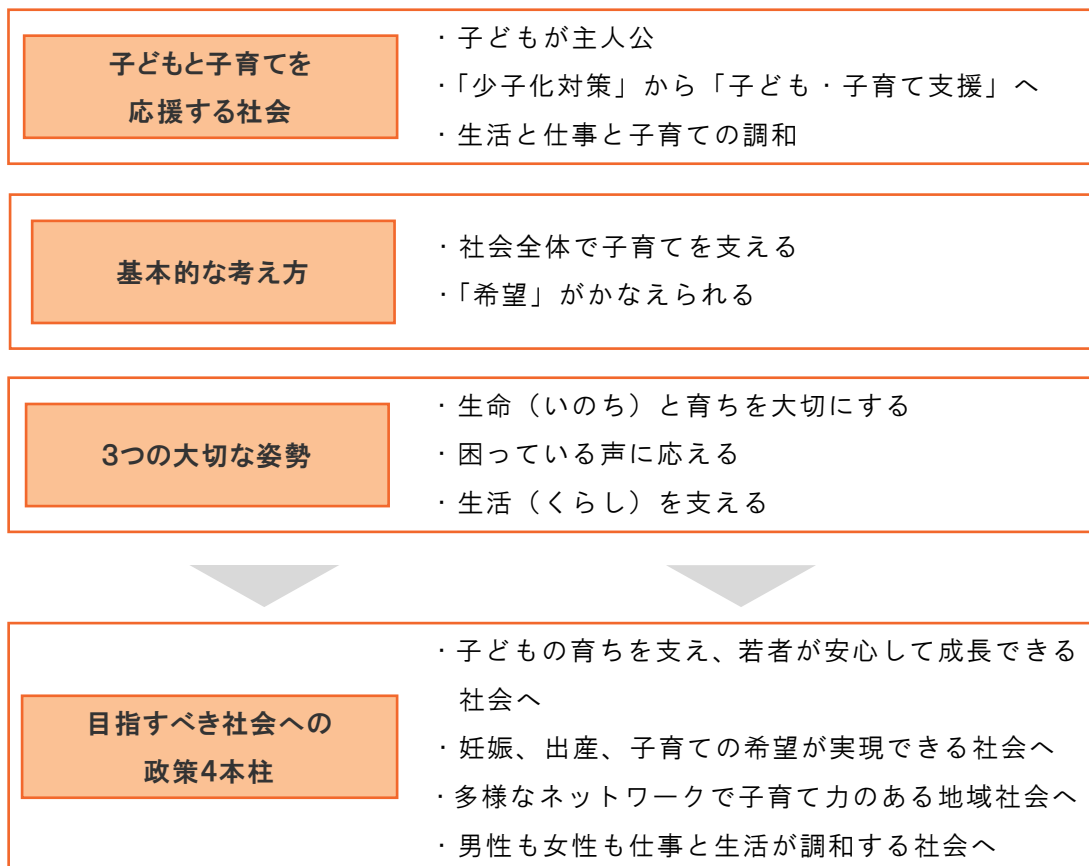 子どもと子育てを
応援する社会
・子どもが主人公
・「少子化対策」から「子ども・子育て支援」へ
・生活と仕事と子育ての調和
基本的な考え方
・社会全体で子育てを支える
・「希望」がかなえられる
3つの大切な姿勢
・生命（いのち）と育ちを大切にする
・困っている声に応える
・生活（くらし）を支える
目指すべき社会への
政策4本柱
・子どもの育ちを支え、若者が安心して成長できる
社会へ
・妊娠、出産、子育ての希望が実現できる社会へ
・多様なネットワークで子育て力のある地域社会へ
・男性も女性も仕事と生活が調和する社会へ